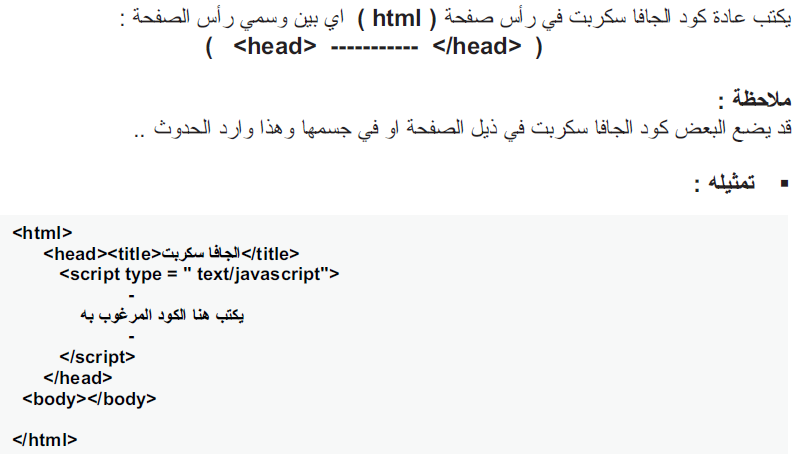 يكتب عادة كود الجافا سكربت في رأس صفحة ( html ) اي بين وسمي رأس الصفحة :
( <head> ----------- </head> )
ملاحظة :
قد يضع البعض كود الجافا سكربت في ذيل الصفحة او في جسمها وهذا وارد الحدوث ..
▪ تمثيله :
<html>
<head><title>الجافا سكربت</title>
<script type = " text/javascript">
-
يكتب هنا الكود المرغوب به
-
</script>
</head>
<body></body>
</html>